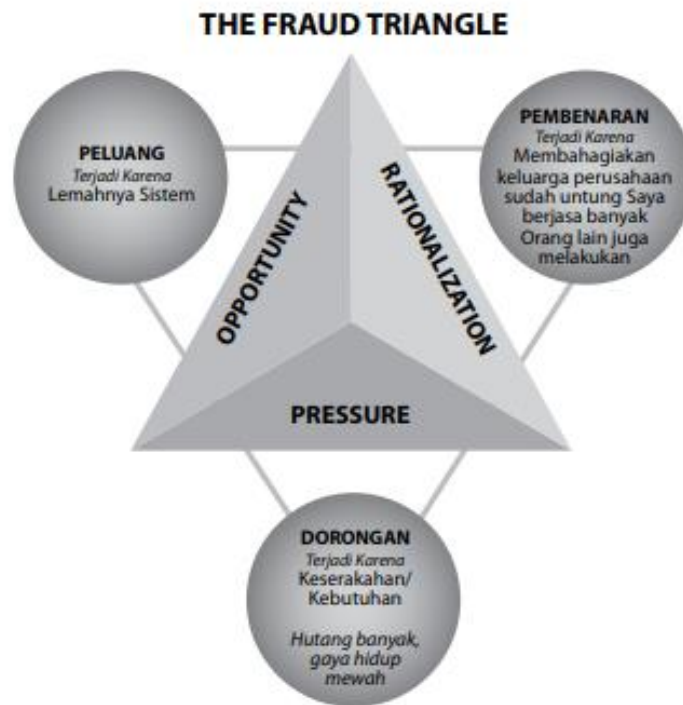 THE FRAUD TRIANGLE
PELUANG
Terjadi Karena
Lemahnya Sistem
PEMBENARAN
Terjadi Karena
Membahagiakan
keluarga perusahaan
sudah untung Saya
berjasa banyak
Orang lain juga
melakukan
OPPORTUNITY
RATIONALIZATION
PRESSURE
DORONGAN
Terjadi Karena
Keserakahan/
Kebutuhan
Hutang banyak,
gaya hidup
mewah